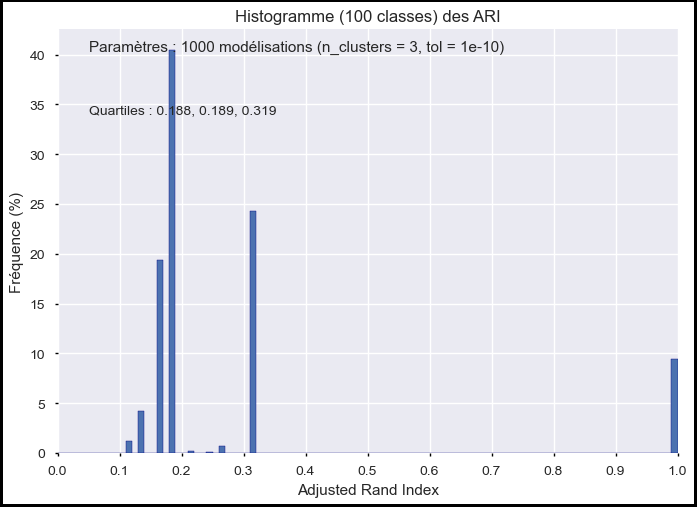 Histogramme (100 classes) des ARI
Paramètres : 1000 modélisations (n_clusters = 3, tol = 1e-10)
Quartiles : 0.188, 0.189, 0.319
Fréquence (%)
40
35
30
25
20
15
10
5
0
0.0 0.1 0.2 0.3 0.4 0.5 0.6 0.7 0.8 0.9 1.0
Adjusted Rand Index